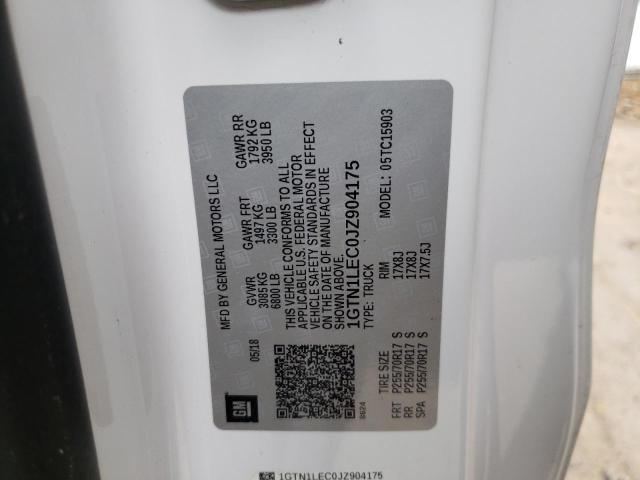 MFD BY GENERAL MOTORS LLC
05/18
GVWR
3085 KG
6800 LB
GAWR FRT
1497 KG
3300 LB
GAWR RR
1792 KG
3950 LB
THIS VEHICLE CONFORMS TO ALL
APPLICABLE U.S. FEDERAL MOTOR
VEHICLE SAFETY STANDARDS IN EFFECT
ON THE DATE OF MANUFACTURE
SHOWN ABOVE.
1GTN1LEC0JZ904175
TYPE: TRUCK
MODEL: 05TC15903
TIRE SIZE RIM
FRT P255/70R17 S 17X8J
RR P255/70R17 S 17X8J
SPA P255/70R17 S 17X7.5J
GM
1GTN1LEC0JZ904175